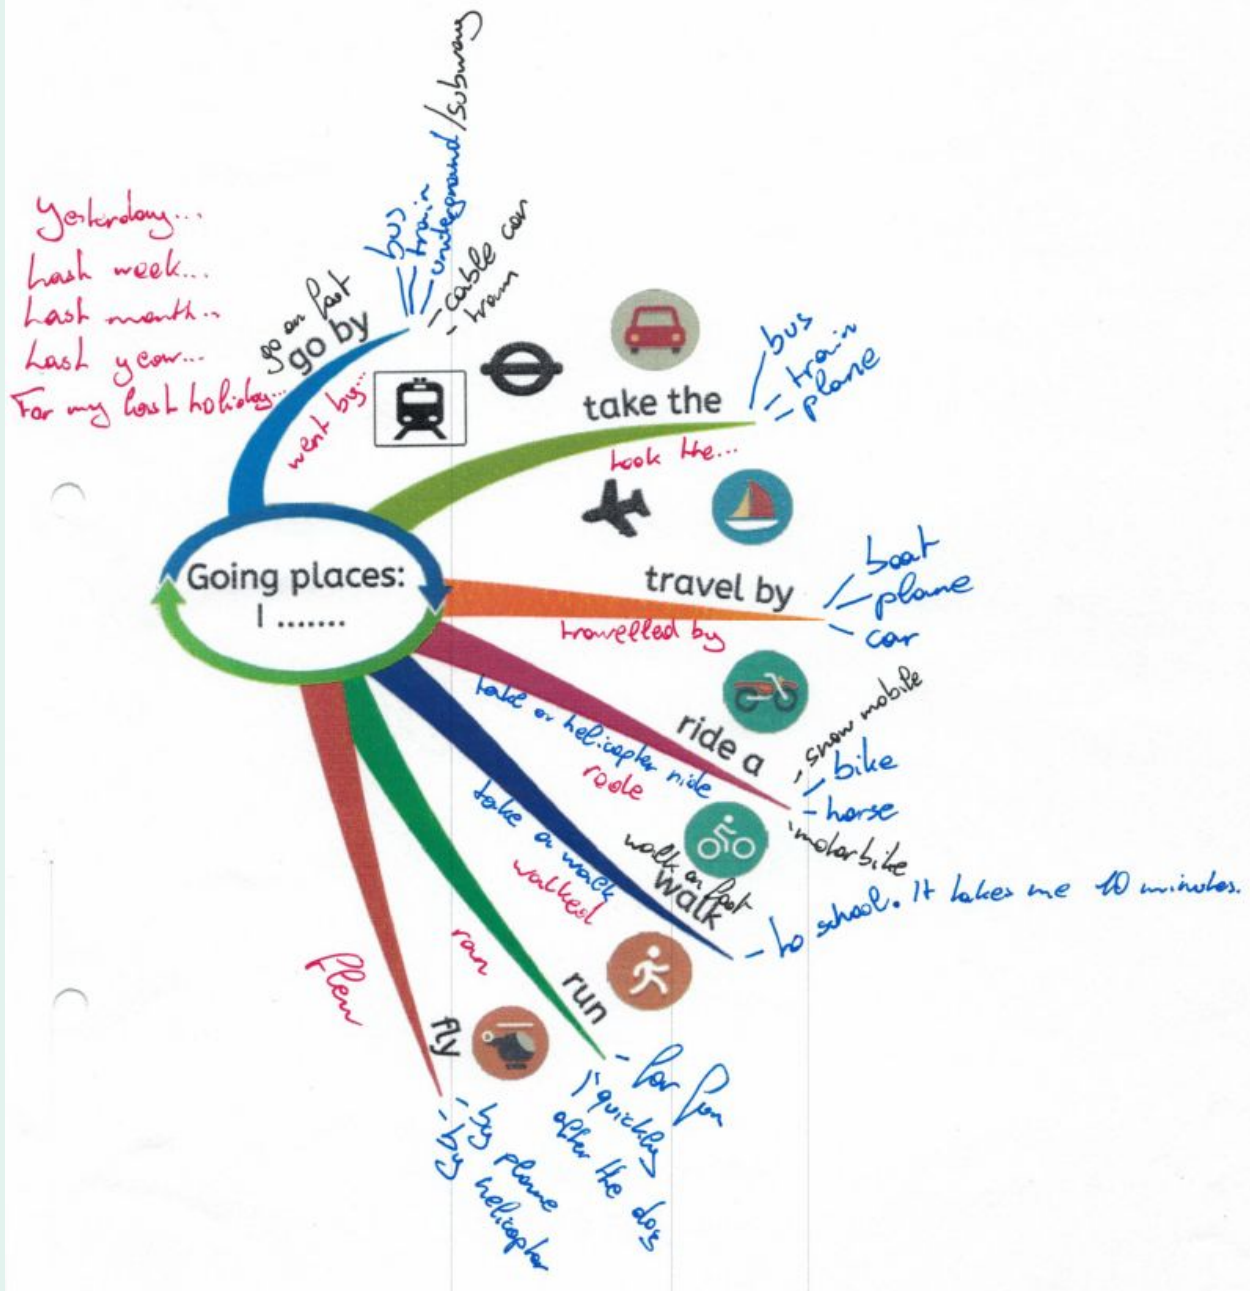 Yesterday...
Last week...
Last month...
Last year...
For my last holiday...
go on foot
go by
went by...
bus
train
underground/subway
- cable car
- tram
take the
took the...
bus
train
plane
Going places:
I .......
travel by
travelled by
boat
plane
car
ride a
take a helicopter ride
rode
snow mobile
bike
- horse
motorbike
walk
walk on foot
take a walk
walked
- to school. It takes me 10 minutes.
run
ran
- for fun
quickly
after the dog
fly
flew
- by plane
- by helicopter